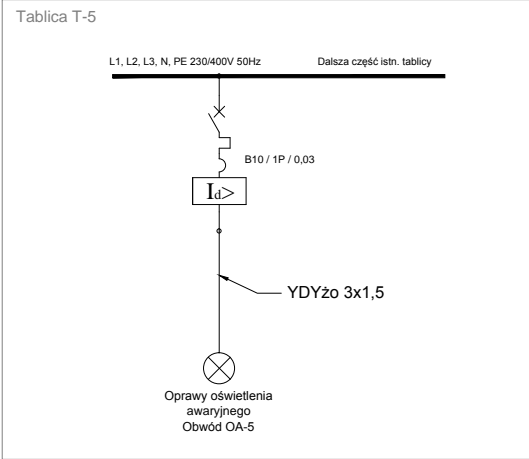 Tablica T-5
L1, L2, L3, N, PE 230/400V 50Hz
Dalsza część istn. tablicy
B10 / 1P / 0,03
Id>
YDYżo 3x1,5
Oprawy oświetlenia
awaryjnego
Obwód OA-5